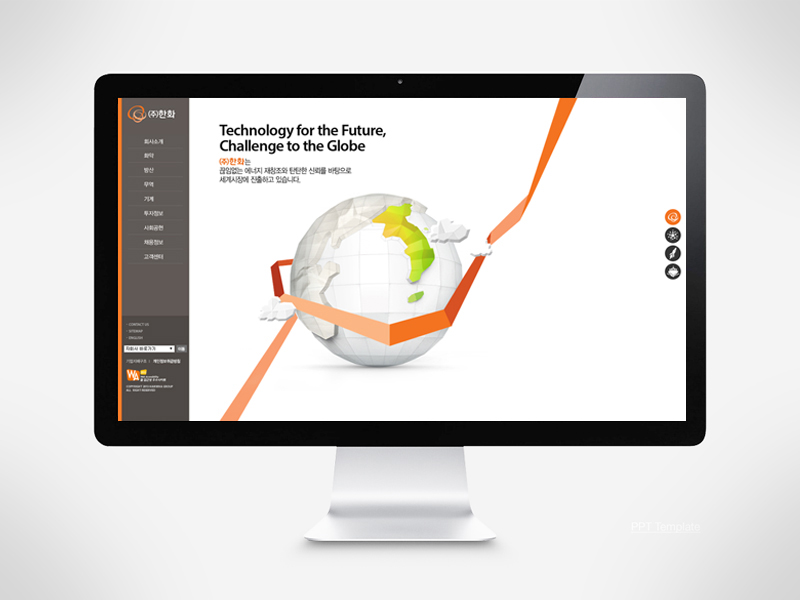 (주)한화
회사소개
화약
방산
무역
기계
투자정보
사회공헌
채용정보
고객센터
CONTACT US
SITEMAP
ENGLISH
Technology for the Future,
Challenge to the Globe
(주)한화는
끊임없는 에너지 재창조와 탄탄한 신뢰를 바탕으로
세계시장에 진출하고 있습니다.
PPT Template